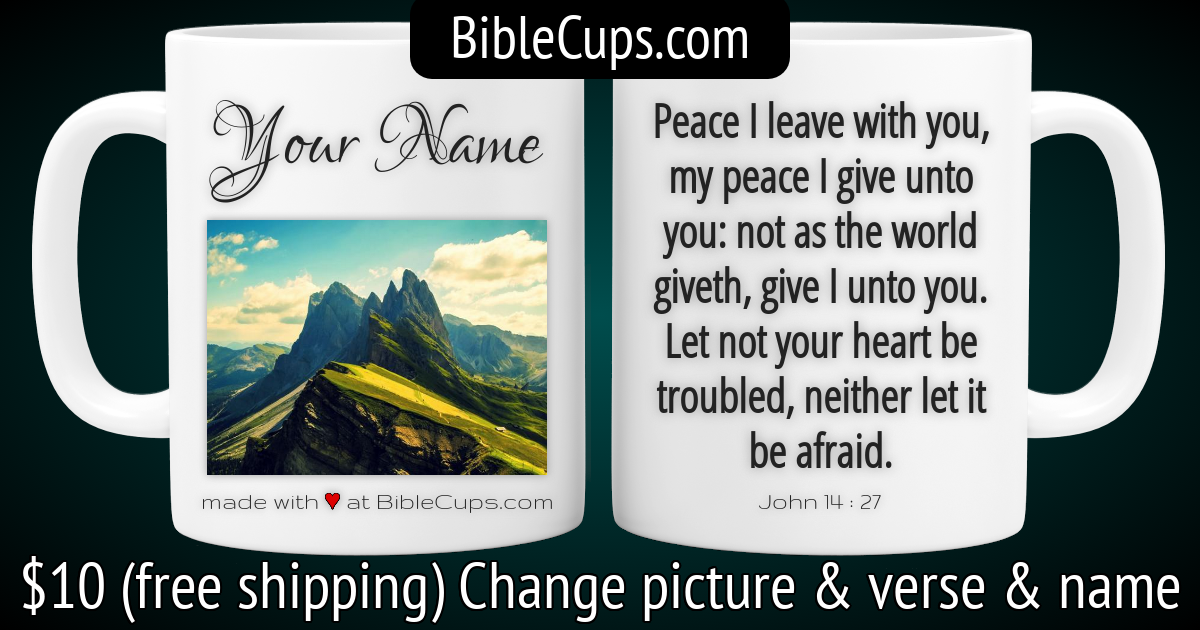 BibleCups.com
Your Name
made with ♥ at BibleCups.com
Peace I leave with you,
my peace I give unto
you: not as the world
giveth, give I unto you.
Let not your heart be
troubled, neither let it
be afraid.
John 14 : 27
$10 (free shipping) Change picture & verse & name